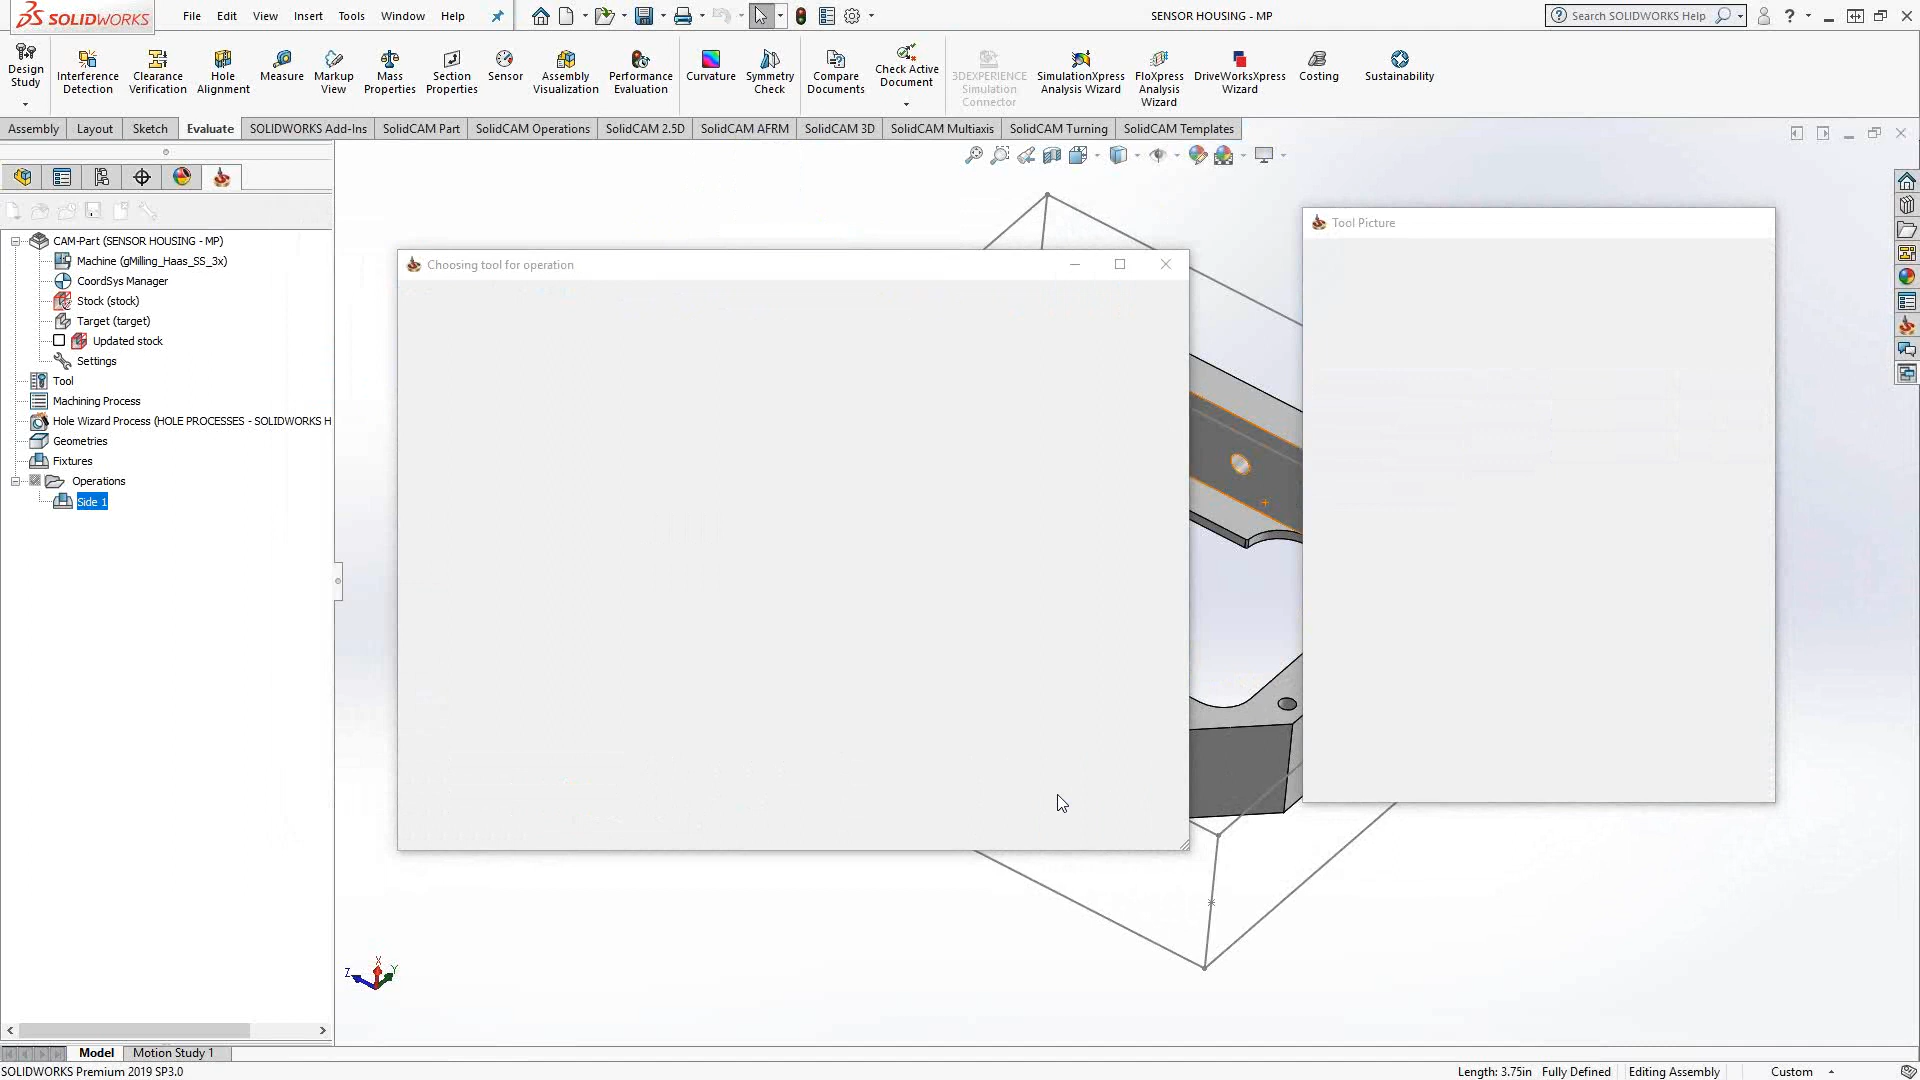 SOLIDWORKS File Edit View Insert Tools Window Help SENSOR HOUSING - MP Search SOLIDWORKS Help
Design Study
Interference Detection
Clearance Verification
Hole Alignment
Measure
Markup View
Mass Properties
Section Properties
Sensor
Assembly Visualization
Performance Evaluation
Curvature
Symmetry Check
Compare Documents
Check Active Document
3DEXPERIENCE Simulation Connector
SimulationXpress Analysis Wizard
FloXpress Analysis Wizard
DriveWorksXpress Wizard
Costing
Sustainability
Assembly Layout Sketch Evaluate SOLIDWORKS Add-Ins SolidCAM Part SolidCAM Operations SolidCAM 2.5D SolidCAM AFRM SolidCAM 3D SolidCAM Multiaxis SolidCAM Turning SolidCAM Templates
CAM-Part (SENSOR HOUSING - MP)
Machine (gMilling_Haas_SS_3x)
CoordSys Manager
Stock (stock)
Target (target)
Updated stock
Settings
Tool
Machining Process
Hole Wizard Process (HOLE PROCESSES - SOLIDWORKS H
Geometries
Fixtures
Operations
Side 1
Choosing tool for operation
Tool Picture
X
Y
Z
Model Motion Study 1
SOLIDWORKS Premium 2019 SP3.0 Length: 3.75in Fully Defined Editing Assembly Custom